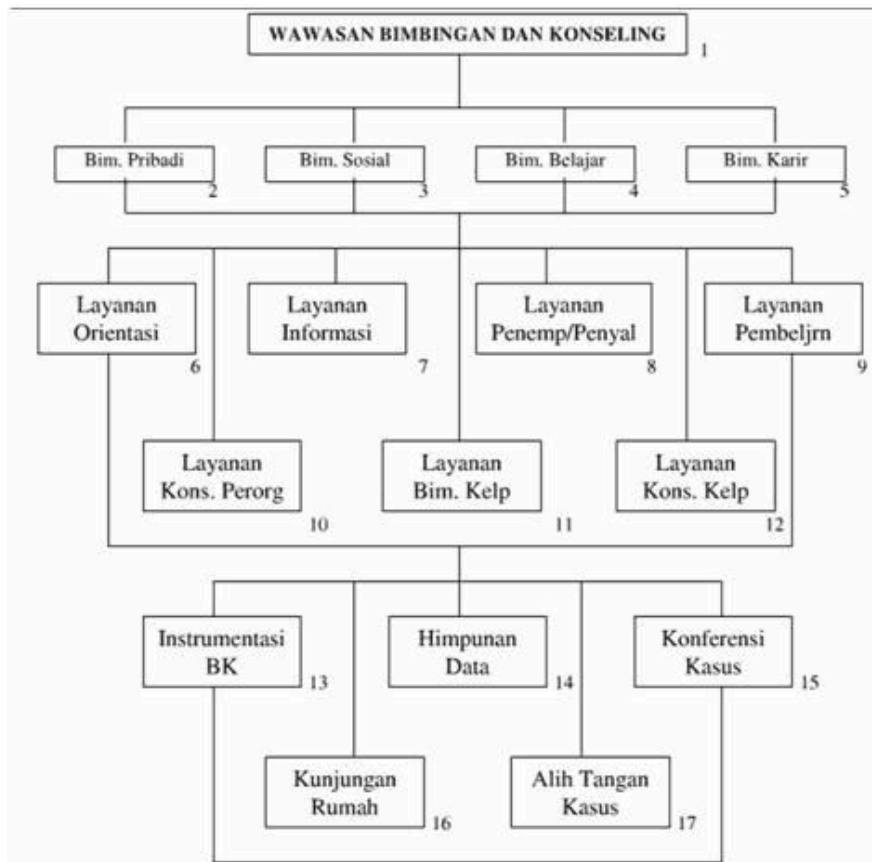 WAWASAN BIMBINGAN DAN KONSELING
1
Bim. Pribadi
2
Bim. Sosial
3
Bim. Belajar
4
Bim. Karir
5
Layanan
Orientasi
6
Layanan
Informasi
7
Layanan
Penemp/Penyal
8
Layanan
Pembeljrn
9
Layanan
Kons. Perorg
10
Layanan
Bim. Kelp
11
Layanan
Kons. Kelp
12
Instrumentasi
BK
13
Himpunan
Data
14
Konferensi
Kasus
15
Kunjungan
Rumah
16
Alih Tangan
Kasus
17